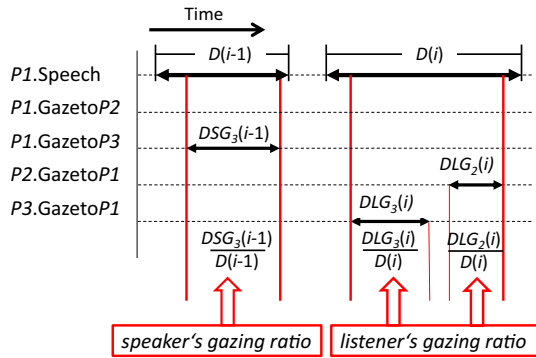 Time
D(i-1)
D(i)
P1.Speech
P1.GazetoP2
P1.GazetoP3
DSG3(i-1)
P2.GazetoP1
DLG2(i)
P3.GazetoP1
DLG3(i)
DSG3(i-1)
D(i-1)
DLG3(i)
D(i)
DLG2(i)
D(i)
speaker's gazing ratio
listener's gazing ratio